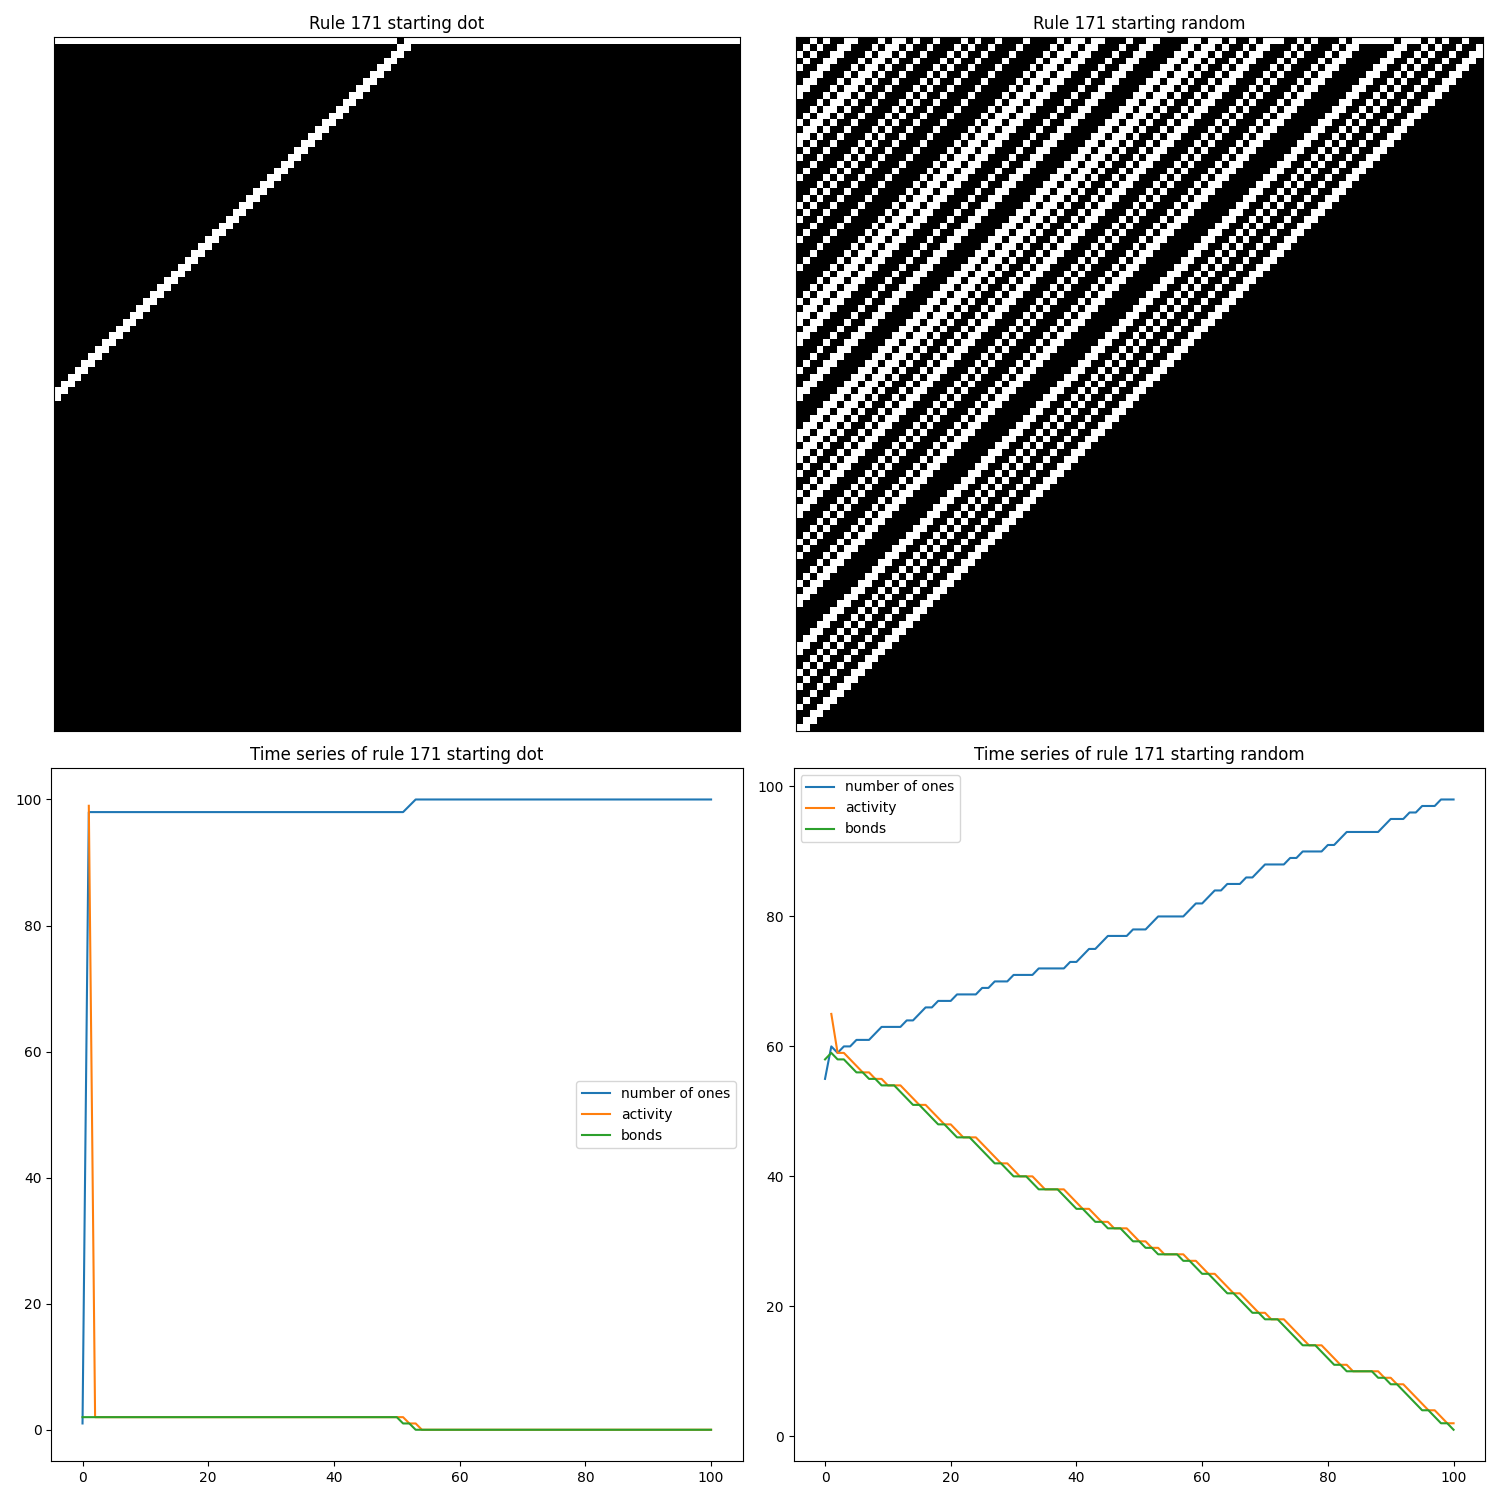 Rule 171 starting dot
Rule 171 starting random
Time series of rule 171 starting dot
100
80
60
40
20
0
0 20 40 60 80 100
number of ones
activity
bonds
Time series of rule 171 starting random
number of ones
activity
bonds
100
80
60
40
20
0
0 20 40 60 80 100